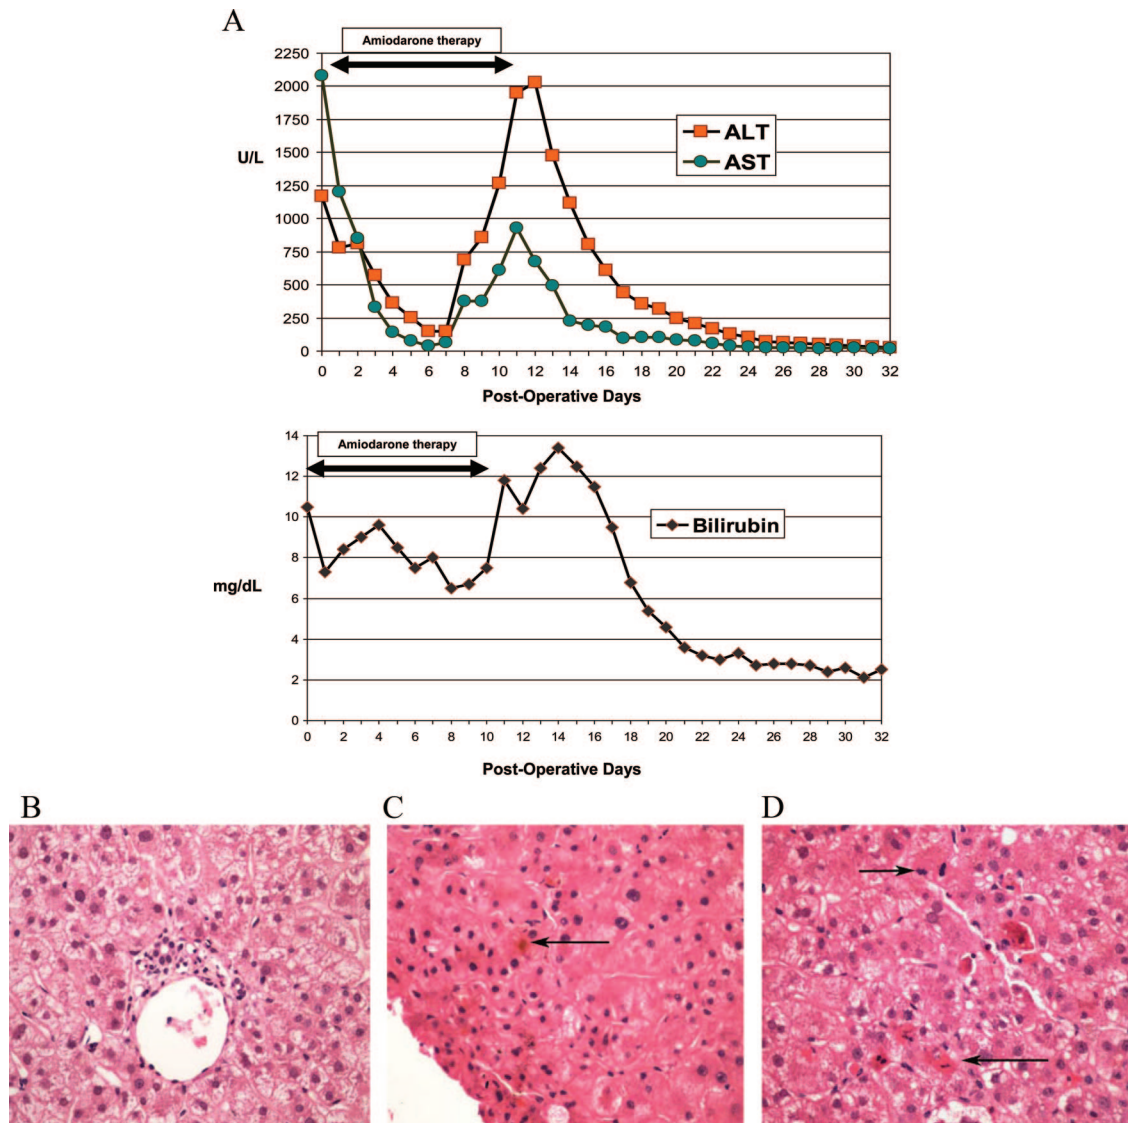 A
Amiodarone therapy
2250
2000
1750
1500
1250
1000
750
500
250
0
U/L
ALT
AST
0 2 4 6 8 10 12 14 16 18 20 22 24 26 28 30 32
Post-Operative Days
14
12
10
8
6
4
2
0
Amiodarone therapy
mg/dL
Bilirubin
0 2 4 6 8 10 12 14 16 18 20 22 24 26 28 30 32
Post-Operative Days
B C D